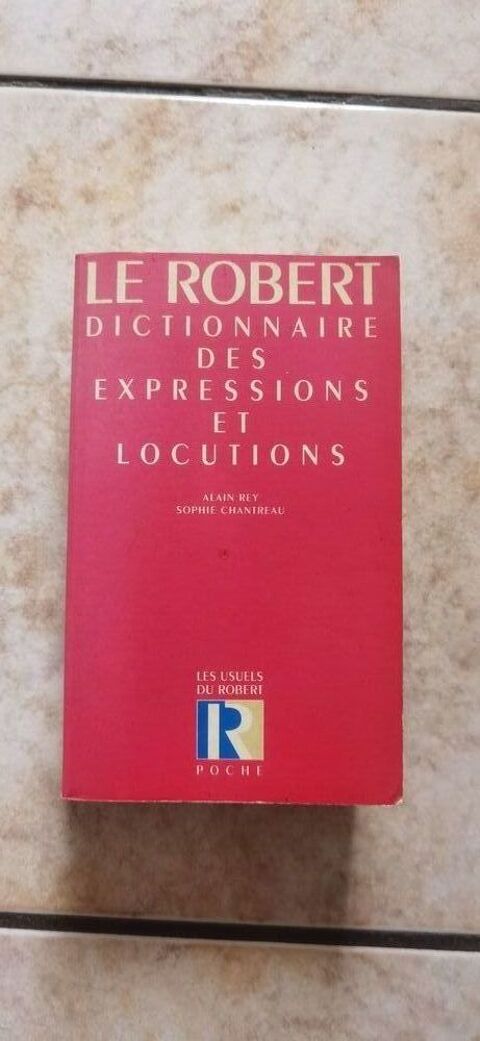 LE ROBERT
DICTIONNAIRE
DES
EXPRESSIONS
ET
LOCUTIONS
ALAIN REY
SOPHIE CHANTREAU
LES USUELS
DU ROBERT
R
POCHE